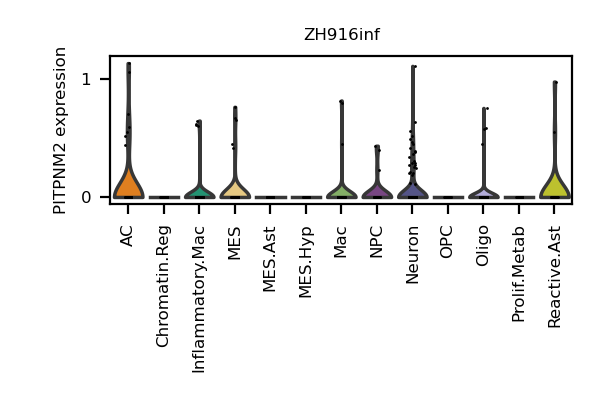 ZH916inf
PITPNM2 expression
1
0
AC
Chromatin.Reg
Inflammatory.Mac
MES
MES.Ast
MES.Hyp
Mac
NPC
Neuron
OPC
Oligo
Prolif.Metab
Reactive.Ast